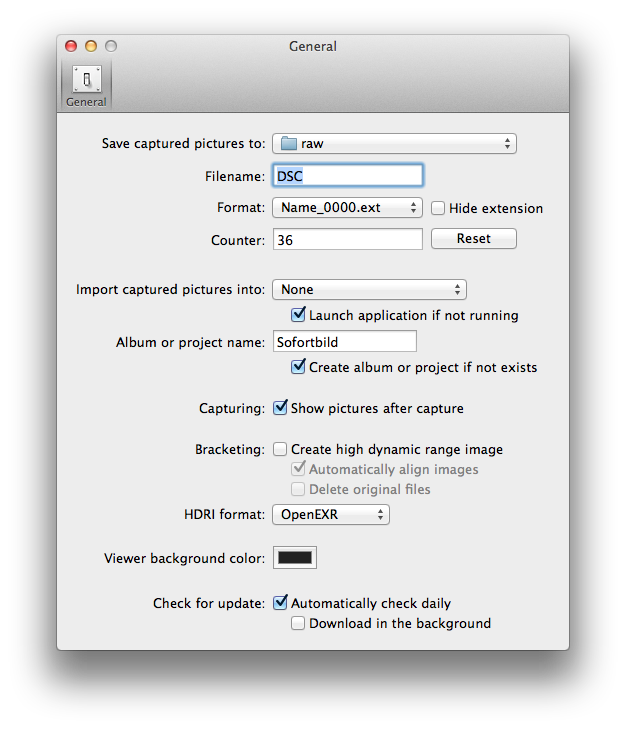 General
General
Save captured pictures to: raw
Filename: DSC
Format: Name_0000.ext Hide extension
Counter: 36 Reset
Import captured pictures into: None
Launch application if not running
Album or project name: Sofortbild
Create album or project if not exists
Capturing: Show pictures after capture
Bracketing: Create high dynamic range image
Automatically align images
Delete original files
HDRI format: OpenEXR
Viewer background color:
Check for update: Automatically check daily
Download in the background